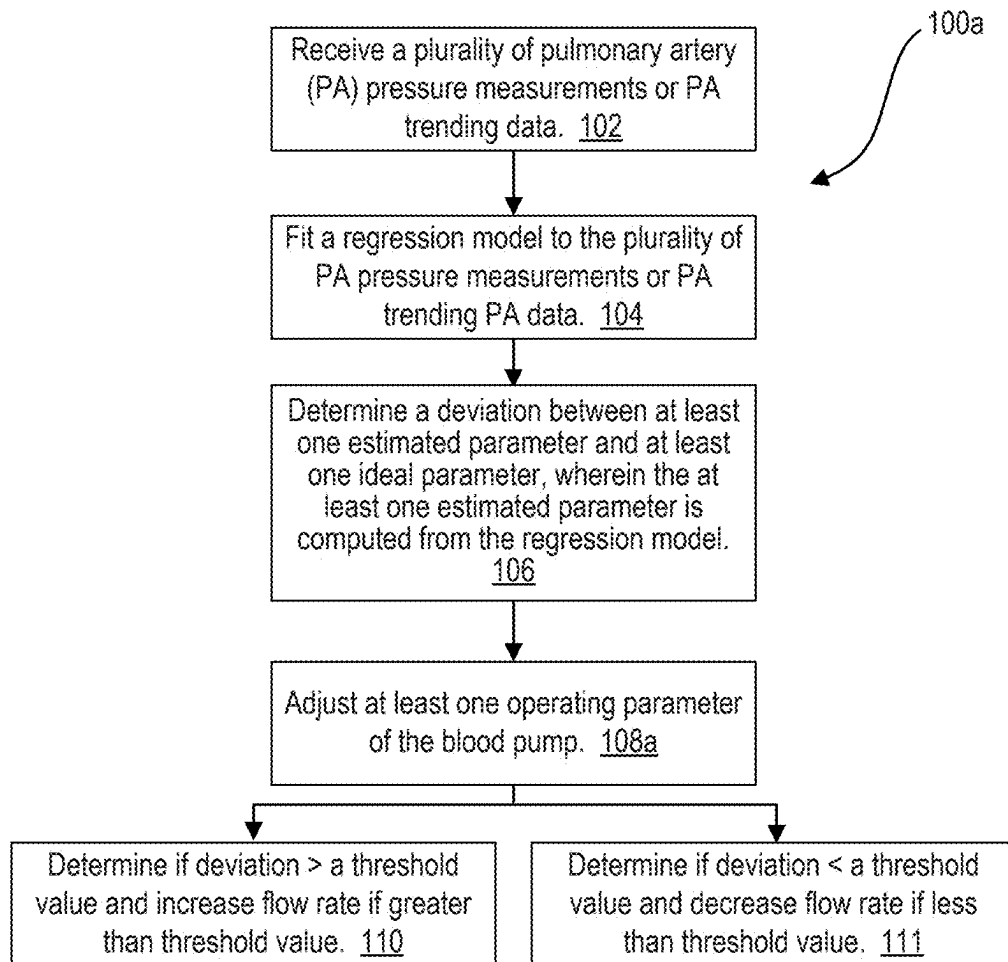 100a
Receive a plurality of pulmonary artery
(PA) pressure measurements or PA
trending data. 102
Fit a regression model to the plurality of
PA pressure measurements or PA
trending PA data. 104
Determine a deviation between at least
one estimated parameter and at least
one ideal parameter, wherein the at
least one estimated parameter is
computed from the regression model.
106
Adjust at least one operating parameter
of the blood pump. 108a
Determine if deviation > a threshold
value and increase flow rate if greater
than threshold value. 110
Determine if deviation < a threshold
value and decrease flow rate if less
than threshold value. 111